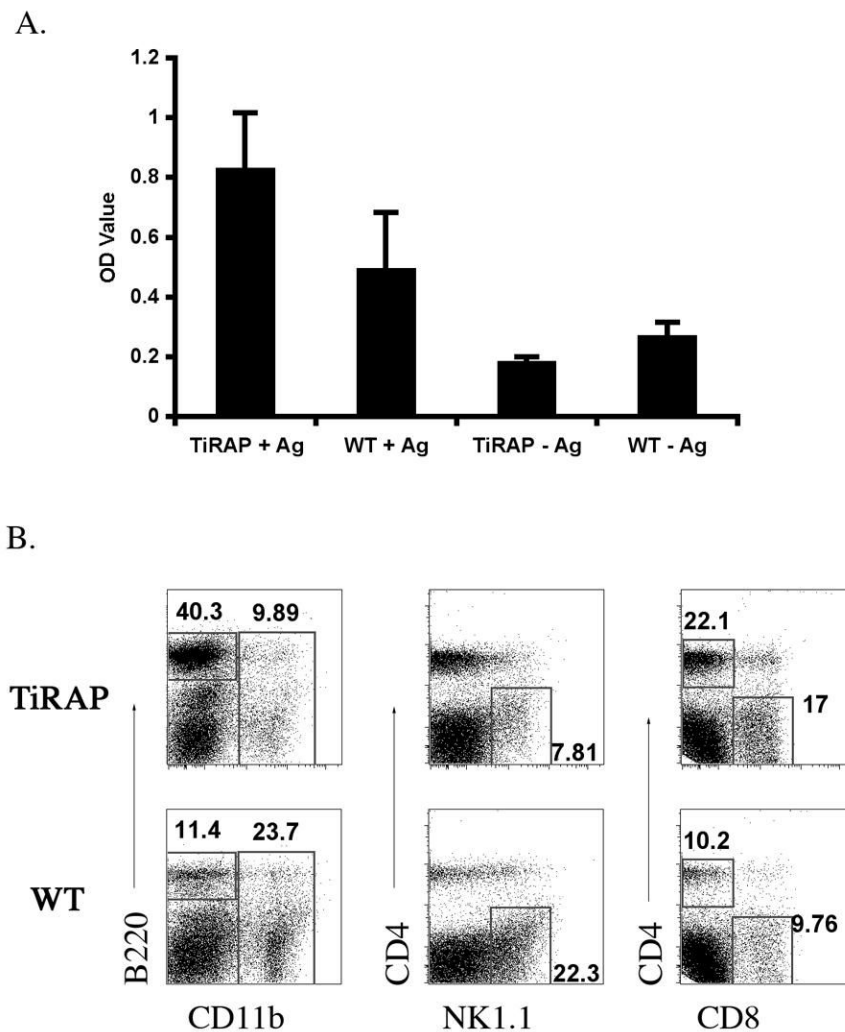 A.
1.2
1
0.8
0.6
0.4
0.2
0
OD Value
TiRAP + Ag
WT + Ag
TiRAP - Ag
WT - Ag
B.
TiRAP
40.3
9.89
7.81
22.1
17
WT
11.4
23.7
22.3
10.2
9.76
B220
CD4
CD4
CD11b
NK1.1
CD8